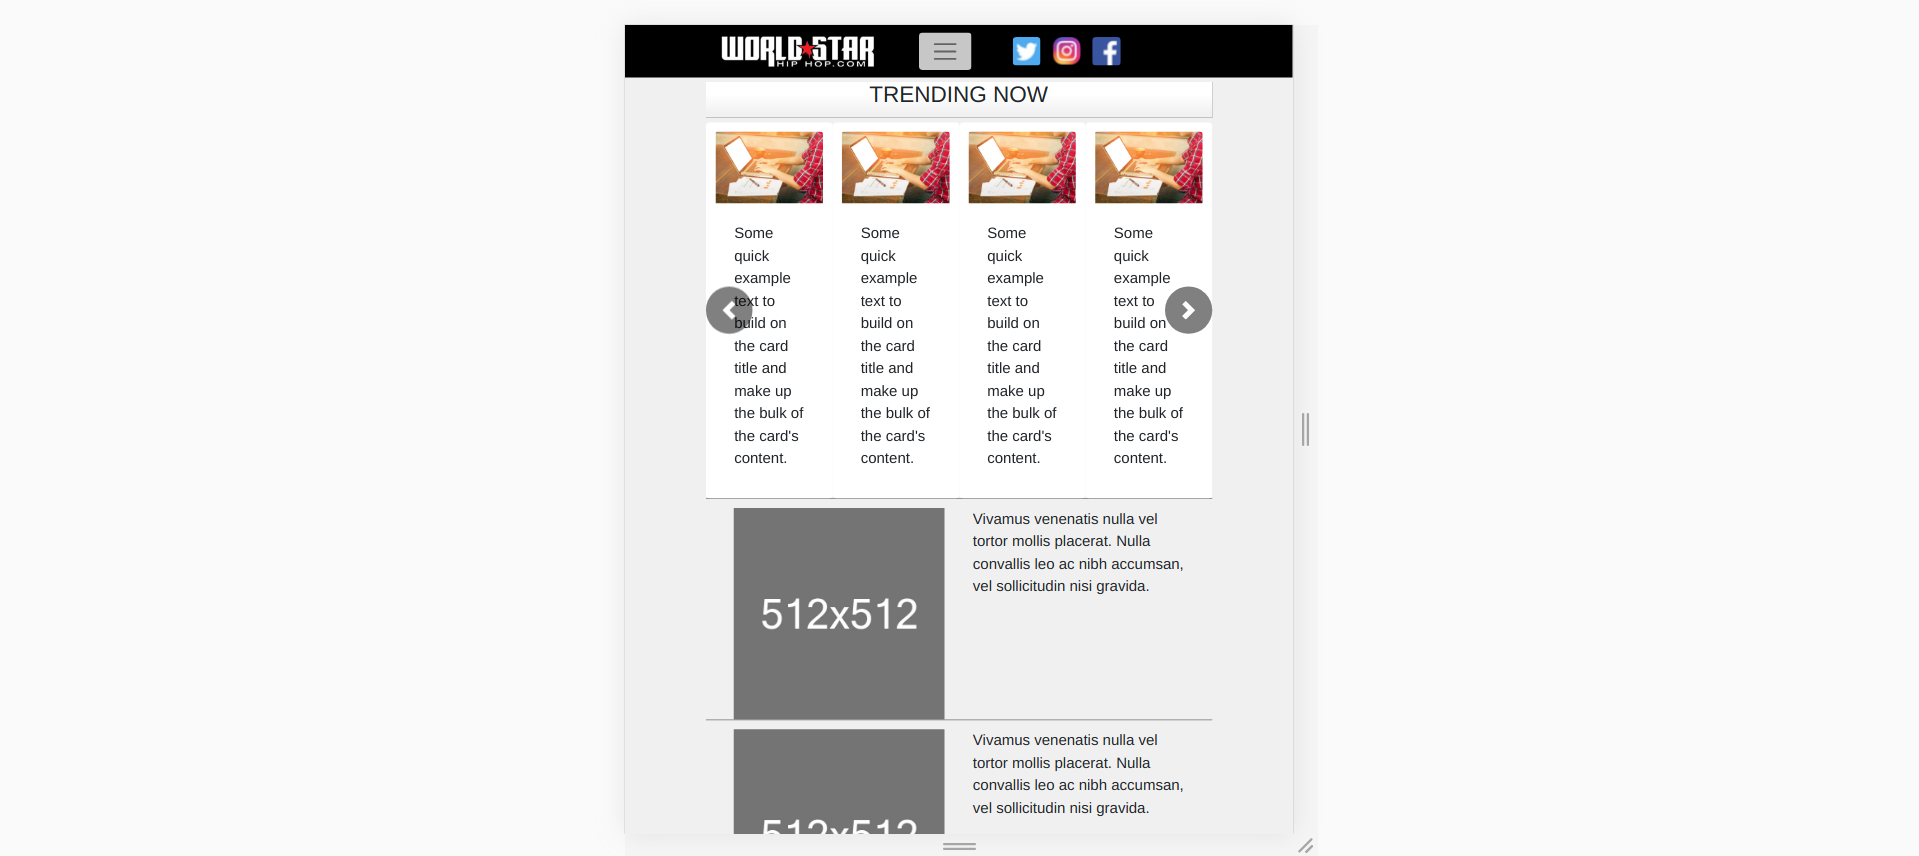 WORLD STAR
HIP HOP.COM
TRENDING NOW
Some
quick
example
text to
build on
the card
title and
make up
the bulk of
the card's
content.
Some
quick
example
text to
build on
the card
title and
make up
the bulk of
the card's
content.
Some
quick
example
text to
build on
the card
title and
make up
the bulk of
the card's
content.
Some
quick
example
text to
build on
the card
title and
make up
the bulk of
the card's
content.
512x512
Vivamus venenatis nulla vel
tortor mollis placerat. Nulla
convallis leo ac nibh accumsan,
vel sollicitudin nisi gravida.
512x512
Vivamus venenatis nulla vel
tortor mollis placerat. Nulla
convallis leo ac nibh accumsan,
vel sollicitudin nisi gravida.